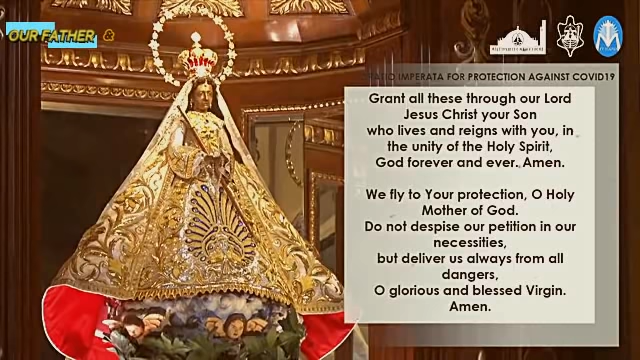 OUR FATHER &
ORATIO IMPERATA FOR PROTECTION AGAINST COVID19
Grant all these through our Lord
Jesus Christ your Son
who lives and reigns with you, in
the unity of the Holy Spirit,
God forever and ever. Amen.
We fly to Your protection, O Holy
Mother of God.
Do not despise our petition in our
necessities,
but deliver us always from all
dangers,
O glorious and blessed Virgin.
Amen.